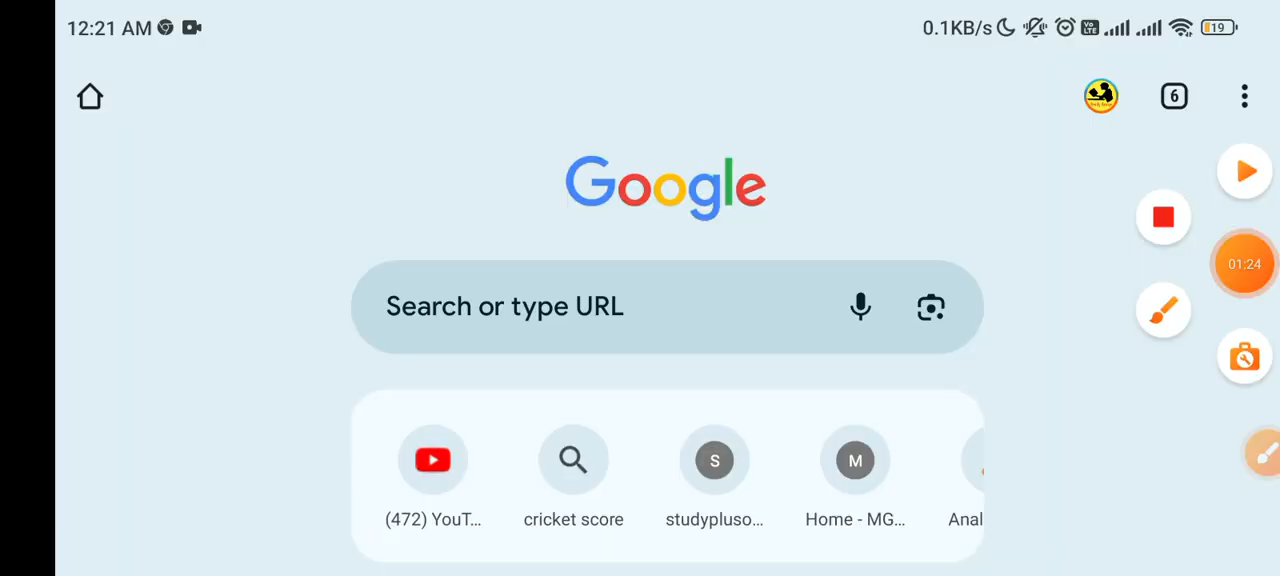 12:21 AM
0.1KB/s
19
6
Google
01:24
Search or type URL
S
M
(472) YouT...
cricket score
studypluso...
Home - MG...
Anal